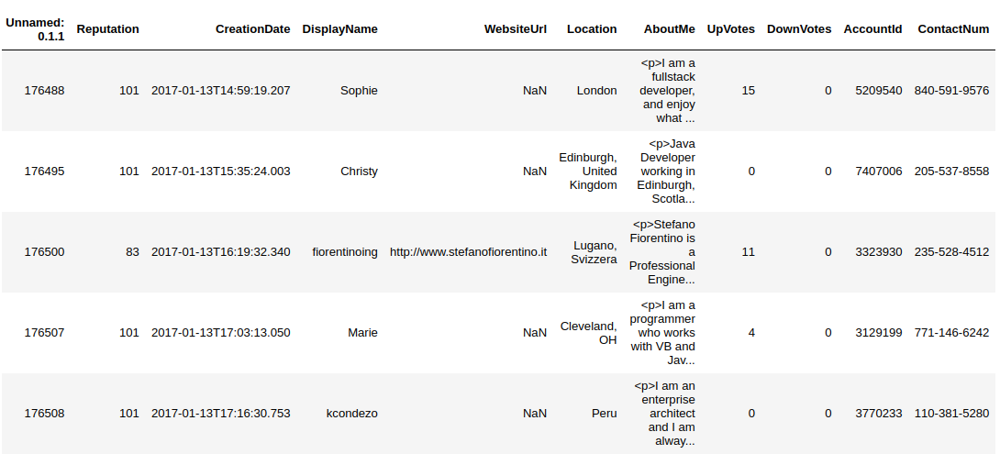 Unnamed: 0.1.1 Reputation CreationDate DisplayName WebsiteUrl Location AboutMe UpVotes DownVotes AccountId ContactNum
176488 101 2017-01-13T14:59:19.207 Sophie NaN London <p>I am a fullstack developer, and enjoy what ... 15 0 5209540 840-591-9576
176495 101 2017-01-13T15:35:24.003 Christy NaN Edinburgh, United Kingdom <p>Java Developer working in Edinburgh, Scotla... 0 0 7407006 205-537-8558
176500 83 2017-01-13T16:19:32.340 fiorentinoing http://www.stefanofiorentino.it Lugano, Svizzera <p>Stefano Fiorentino is a Professional Engine... 11 0 3323930 235-528-4512
176507 101 2017-01-13T17:03:13.050 Marie NaN Cleveland, OH <p>I am a programmer who works with VB and Jav... 4 0 3129199 771-146-6242
176508 101 2017-01-13T17:16:30.753 kcondezo NaN Peru <p>I am an enterprise architect and I am alway... 0 0 3770233 110-381-5280